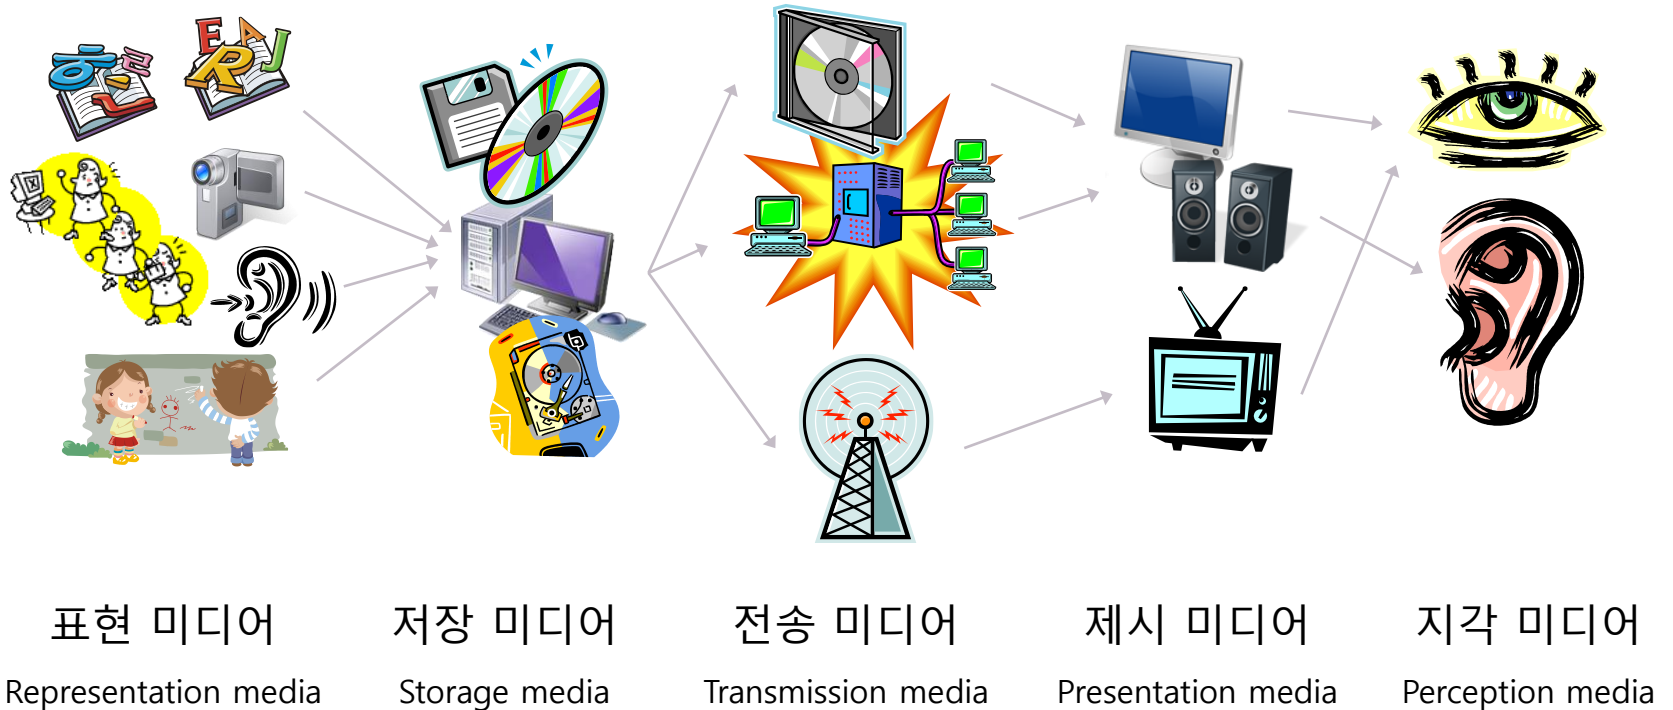 표현 미디어
저장 미디어
전송 미디어
제시 미디어
지각 미디어
Representation media
Storage media
Transmission media
Presentation media
Perception media